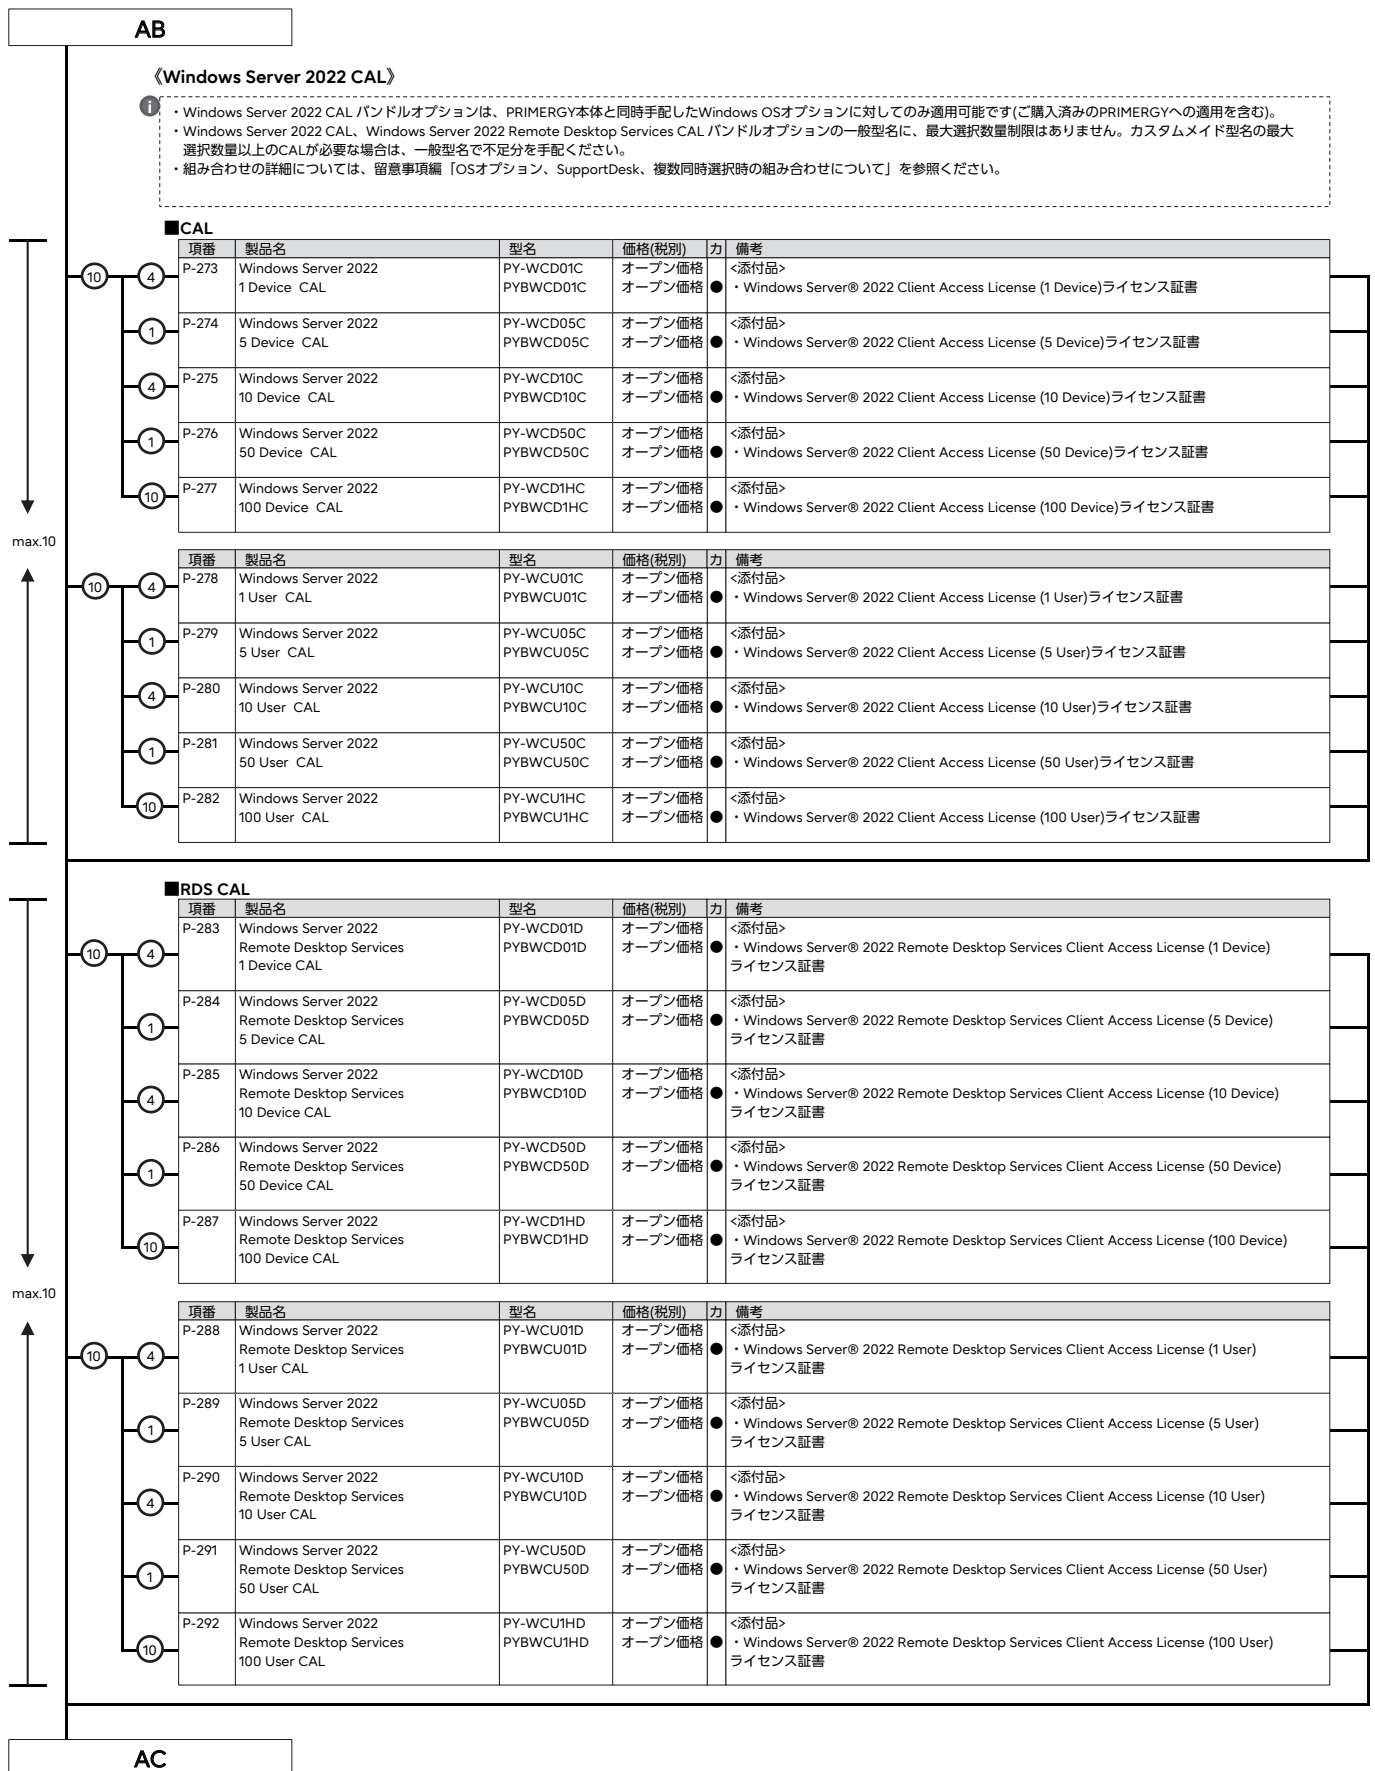 AB
《Windows Server 2022 CAL》
・Windows Server 2022 CAL バンドルオプションは、PRIMERGY本体と同時手配したWindows OSオプションに対してのみ適用可能です(ご購入済みのPRIMERGYへの適用を含む)。
・Windows Server 2022 CAL、Windows Server 2022 Remote Desktop Services CAL バンドルオプションの一般型名に、最大選択数量制限はありません。カスタムメイド型名の最大
選択数量以上のCALが必要な場合は、一般型名で不足分を手配ください。
・組み合わせの詳細については、留意事項編「OSオプション、SupportDesk、複数同時選択時の組み合わせについて」を参照ください。
■CAL
項番 製品名 型名 価格(税別) カ 備考
P-273 Windows Server 2022 PY-WCD01C オープン価格 <添付品>
10 4 1 Device CAL PYBWCD01C オープン価格 ● ・Windows Server® 2022 Client Access License (1 Device)ライセンス証書
P-274 Windows Server 2022 PY-WCD05C オープン価格 <添付品>
1 5 Device CAL PYBWCD05C オープン価格 ● ・Windows Server® 2022 Client Access License (5 Device)ライセンス証書
P-275 Windows Server 2022 PY-WCD10C オープン価格 <添付品>
4 10 Device CAL PYBWCD10C オープン価格 ● ・Windows Server® 2022 Client Access License (10 Device)ライセンス証書
P-276 Windows Server 2022 PY-WCD50C オープン価格 <添付品>
1 50 Device CAL PYBWCD50C オープン価格 ● ・Windows Server® 2022 Client Access License (50 Device)ライセンス証書
P-277 Windows Server 2022 PY-WCD1HC オープン価格 <添付品>
10 100 Device CAL PYBWCD1HC オープン価格 ● ・Windows Server® 2022 Client Access License (100 Device)ライセンス証書
max.10
項番 製品名 型名 価格(税別) カ 備考
P-278 Windows Server 2022 PY-WCU01C オープン価格 <添付品>
10 4 1 User CAL PYBWCU01C オープン価格 ● ・Windows Server® 2022 Client Access License (1 User)ライセンス証書
P-279 Windows Server 2022 PY-WCU05C オープン価格 <添付品>
1 5 User CAL PYBWCU05C オープン価格 ● ・Windows Server® 2022 Client Access License (5 User)ライセンス証書
P-280 Windows Server 2022 PY-WCU10C オープン価格 <添付品>
4 10 User CAL PYBWCU10C オープン価格 ● ・Windows Server® 2022 Client Access License (10 User)ライセンス証書
P-281 Windows Server 2022 PY-WCU50C オープン価格 <添付品>
1 50 User CAL PYBWCU50C オープン価格 ● ・Windows Server® 2022 Client Access License (50 User)ライセンス証書
P-282 Windows Server 2022 PY-WCU1HC オープン価格 <添付品>
10 100 User CAL PYBWCU1HC オープン価格 ● ・Windows Server® 2022 Client Access License (100 User)ライセンス証書
■RDS CAL
項番 製品名 型名 価格(税別) カ 備考
P-283 Windows Server 2022 PY-WCD01D オープン価格 <添付品>
10 4 Remote Desktop Services PYBWCD01D オープン価格 ● ・Windows Server® 2022 Remote Desktop Services Client Access License (1 Device)
1 Device CAL ライセンス証書
P-284 Windows Server 2022 PY-WCD05D オープン価格 <添付品>
1 Remote Desktop Services PYBWCD05D オープン価格 ● ・Windows Server® 2022 Remote Desktop Services Client Access License (5 Device)
5 Device CAL ライセンス証書
P-285 Windows Server 2022 PY-WCD10D オープン価格 <添付品>
4 Remote Desktop Services PYBWCD10D オープン価格 ● ・Windows Server® 2022 Remote Desktop Services Client Access License (10 Device)
10 Device CAL ライセンス証書
P-286 Windows Server 2022 PY-WCD50D オープン価格 <添付品>
1 Remote Desktop Services PYBWCD50D オープン価格 ● ・Windows Server® 2022 Remote Desktop Services Client Access License (50 Device)
50 Device CAL ライセンス証書
P-287 Windows Server 2022 PY-WCD1HD オープン価格 <添付品>
10 Remote Desktop Services PYBWCD1HD オープン価格 ● ・Windows Server® 2022 Remote Desktop Services Client Access License (100 Device)
100 Device CAL ライセンス証書
max.10
項番 製品名 型名 価格(税別) カ 備考
P-288 Windows Server 2022 PY-WCU01D オープン価格 <添付品>
10 4 Remote Desktop Services PYBWCU01D オープン価格 ● ・Windows Server® 2022 Remote Desktop Services Client Access License (1 User)
1 User CAL ライセンス証書
P-289 Windows Server 2022 PY-WCU05D オープン価格 <添付品>
1 Remote Desktop Services PYBWCU05D オープン価格 ● ・Windows Server® 2022 Remote Desktop Services Client Access License (5 User)
5 User CAL ライセンス証書
P-290 Windows Server 2022 PY-WCU10D オープン価格 <添付品>
4 Remote Desktop Services PYBWCU10D オープン価格 ● ・Windows Server® 2022 Remote Desktop Services Client Access License (10 User)
10 User CAL ライセンス証書
P-291 Windows Server 2022 PY-WCU50D オープン価格 <添付品>
1 Remote Desktop Services PYBWCU50D オープン価格 ● ・Windows Server® 2022 Remote Desktop Services Client Access License (50 User)
50 User CAL ライセンス証書
P-292 Windows Server 2022 PY-WCU1HD オープン価格 <添付品>
10 Remote Desktop Services PYBWCU1HD オープン価格 ● ・Windows Server® 2022 Remote Desktop Services Client Access License (100 User)
100 User CAL ライセンス証書
AC